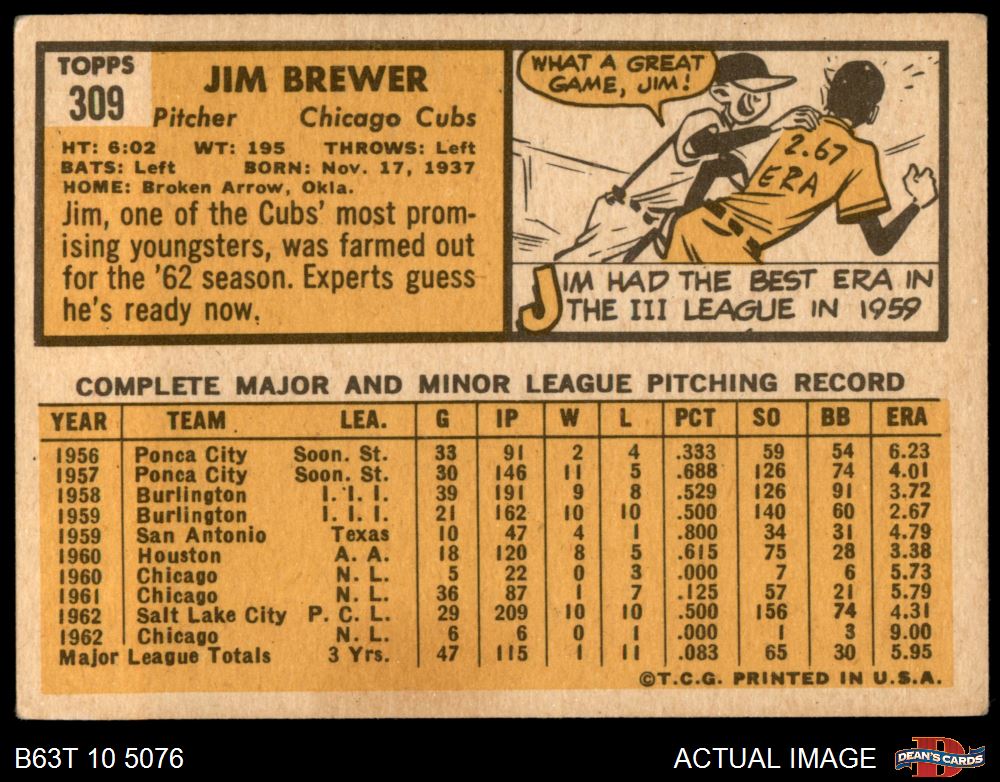 TOPPS
309
JIM BREWER
Pitcher Chicago Cubs
HT: 6:02 WT: 195 THROWS: Left
BATS: Left BORN: Nov. 17, 1937
HOME: Broken Arrow, Okla.
Jim, one of the Cubs' most prom-
ising youngsters, was farmed out
for the '62 season. Experts guess
he's ready now.
WHAT A GREAT
GAME, JIM!
2.67
ERA
JIM HAD THE BEST ERA IN
THE III LEAGUE IN 1959
COMPLETE MAJOR AND MINOR LEAGUE PITCHING RECORD
YEAR TEAM LEA. G IP W L PCT SO BB ERA
1956 Ponca City Soon. St. 33 91 2 4 .333 59 54 6.23
1957 Ponca City Soon. St. 30 146 11 5 .688 126 74 4.01
1958 Burlington I. I. I. 39 191 9 8 .529 126 91 3.72
1959 Burlington I. I. I. 21 162 10 10 .500 140 60 2.67
1959 San Antonio Texas 10 47 4 1 .800 34 31 4.79
1960 Houston A. A. 18 120 8 5 .615 75 28 3.38
1960 Chicago N. L. 5 22 0 3 .000 7 6 5.73
1961 Chicago N. L. 36 87 1 7 .125 57 21 5.79
1962 Salt Lake City P. C. L. 29 209 10 10 .500 156 74 4.31
1962 Chicago N. L. 6 6 0 1 .000 1 3 9.00
Major League Totals 3 Yrs. 47 115 1 11 .083 65 30 5.95
©T.C.G. PRINTED IN U.S.A.
B63T 10 5076
ACTUAL IMAGE
D
DEAN'S CARDS